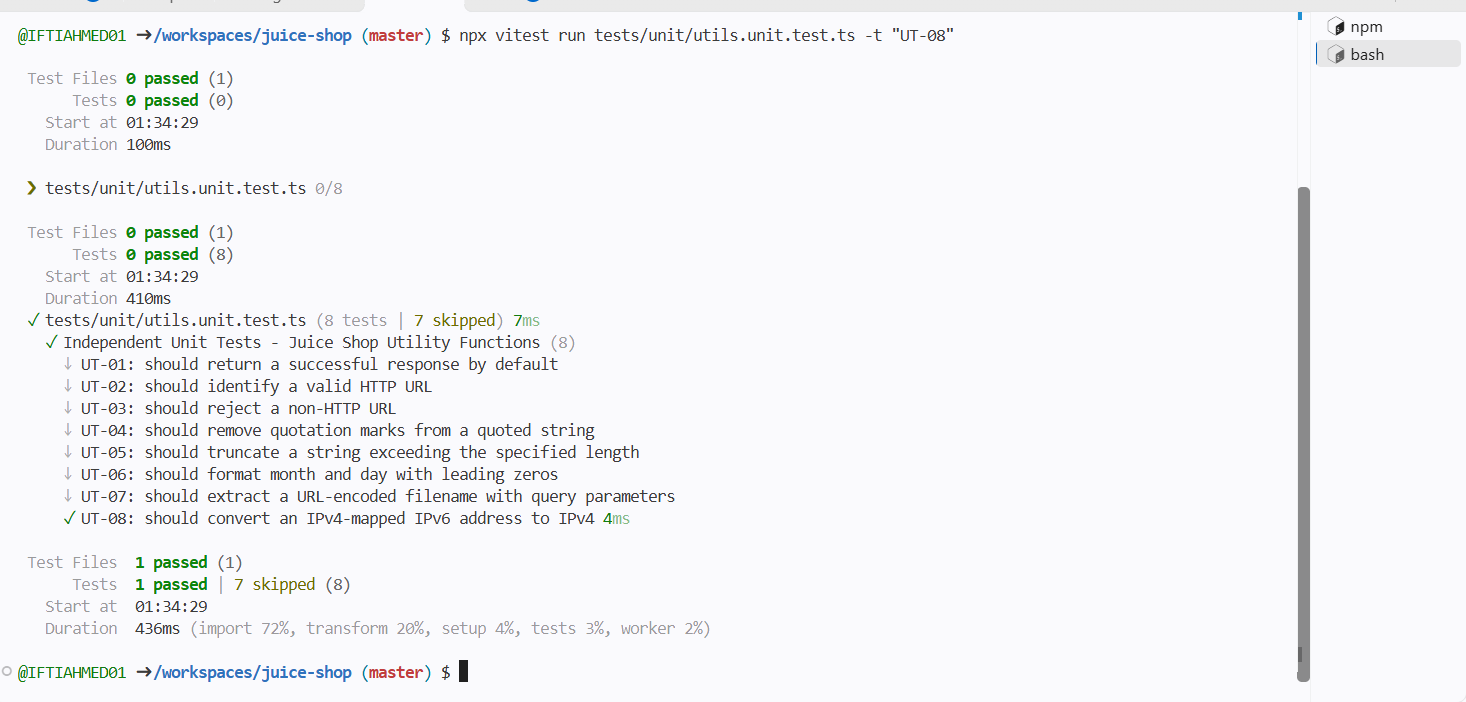 @IFTIAHMED01 →/workspaces/juice-shop (master) $ npx vitest run tests/unit/utils.unit.test.ts -t "UT-08"
Test Files 0 passed (1)
Tests 0 passed (0)
Start at 01:34:29
Duration 100ms
❯ tests/unit/utils.unit.test.ts 0/8
Test Files 0 passed (1)
Tests 0 passed (8)
Start at 01:34:29
Duration 410ms
✓ tests/unit/utils.unit.test.ts (8 tests | 7 skipped) 7ms
✓ Independent Unit Tests - Juice Shop Utility Functions (8)
↓ UT-01: should return a successful response by default
↓ UT-02: should identify a valid HTTP URL
↓ UT-03: should reject a non-HTTP URL
↓ UT-04: should remove quotation marks from a quoted string
↓ UT-05: should truncate a string exceeding the specified length
↓ UT-06: should format month and day with leading zeros
↓ UT-07: should extract a URL-encoded filename with query parameters
✓ UT-08: should convert an IPv4-mapped IPv6 address to IPv4 4ms
Test Files 1 passed (1)
Tests 1 passed | 7 skipped (8)
Start at 01:34:29
Duration 436ms (import 72%, transform 20%, setup 4%, tests 3%, worker 2%)
@IFTIAHMED01 →/workspaces/juice-shop (master) $
npm
bash